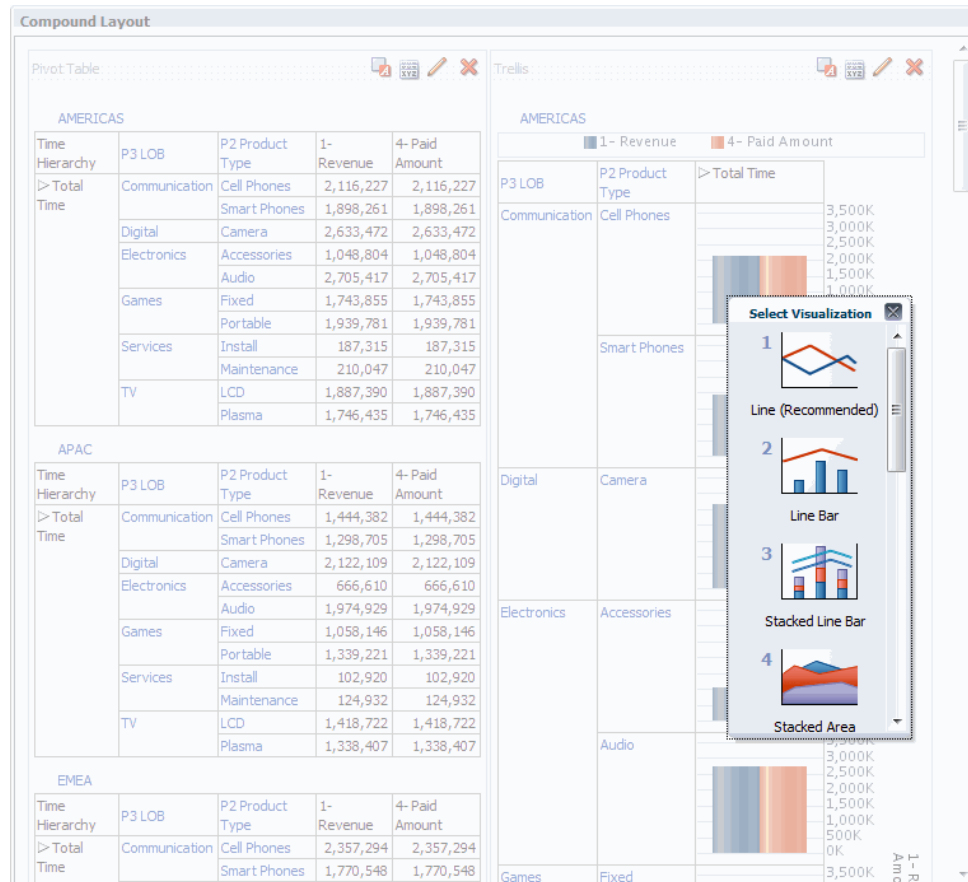 Compound Layout
Pivot Table
AMERICAS
Time Hierarchy P3 LOB P2 Product Type 1- Revenue 4- Paid Amount
Total Time Communication Cell Phones 2,116,227 2,116,227
Smart Phones 1,898,261 1,898,261
Digital Camera 2,633,472 2,633,472
Electronics Accessories 1,048,804 1,048,804
Audio 2,705,417 2,705,417
Games Fixed 1,743,855 1,743,855
Portable 1,939,781 1,939,781
Services Install 187,315 187,315
Maintenance 210,047 210,047
TV LCD 1,887,390 1,887,390
Plasma 1,746,435 1,746,435
APAC
Time Hierarchy P3 LOB P2 Product Type 1- Revenue 4- Paid Amount
Total Time Communication Cell Phones 1,444,382 1,444,382
Smart Phones 1,298,705 1,298,705
Digital Camera 2,122,109 2,122,109
Electronics Accessories 666,610 666,610
Audio 1,974,929 1,974,929
Games Fixed 1,058,146 1,058,146
Portable 1,339,221 1,339,221
Services Install 102,920 102,920
Maintenance 124,932 124,932
TV LCD 1,418,722 1,418,722
Plasma 1,338,407 1,338,407
EMEA
Time Hierarchy P3 LOB P2 Product Type 1- Revenue 4- Paid Amount
Total Time Communication Cell Phones 2,357,294 2,357,294
Smart Phones 1,770,548 1,770,548
Trellis
AMERICAS
1- Revenue 4- Paid Amount
P3 LOB P2 Product Type Total Time
Communication Cell Phones
3,500K
3,000K
2,500K
2,000K
1,500K
1,000K
Smart Phones
Digital Camera
Electronics Accessories
Audio
3,500K
3,000K
2,500K
2,000K
1,500K
1,000K
500K
0K
Games Fixed
3,500K
Select Visualization
1
Line (Recommended)
2
Line Bar
3
Stacked Line Bar
4
Stacked Area